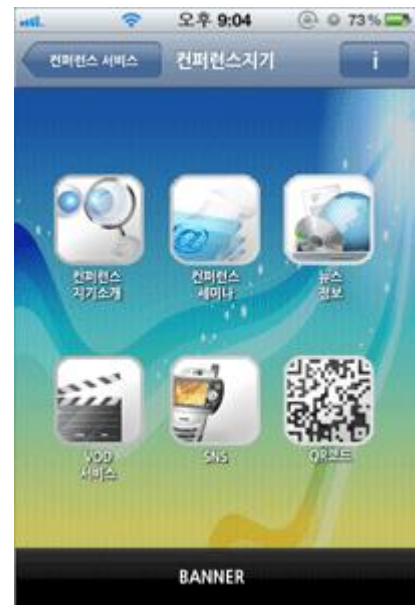 오후 9:04
73%
컨퍼런스 서비스
컨퍼런스지기
i
컨퍼런스
지기소개
컨퍼런스
세미나
뉴스
정보
VOD
서비스
SNS
QR코드
BANNER